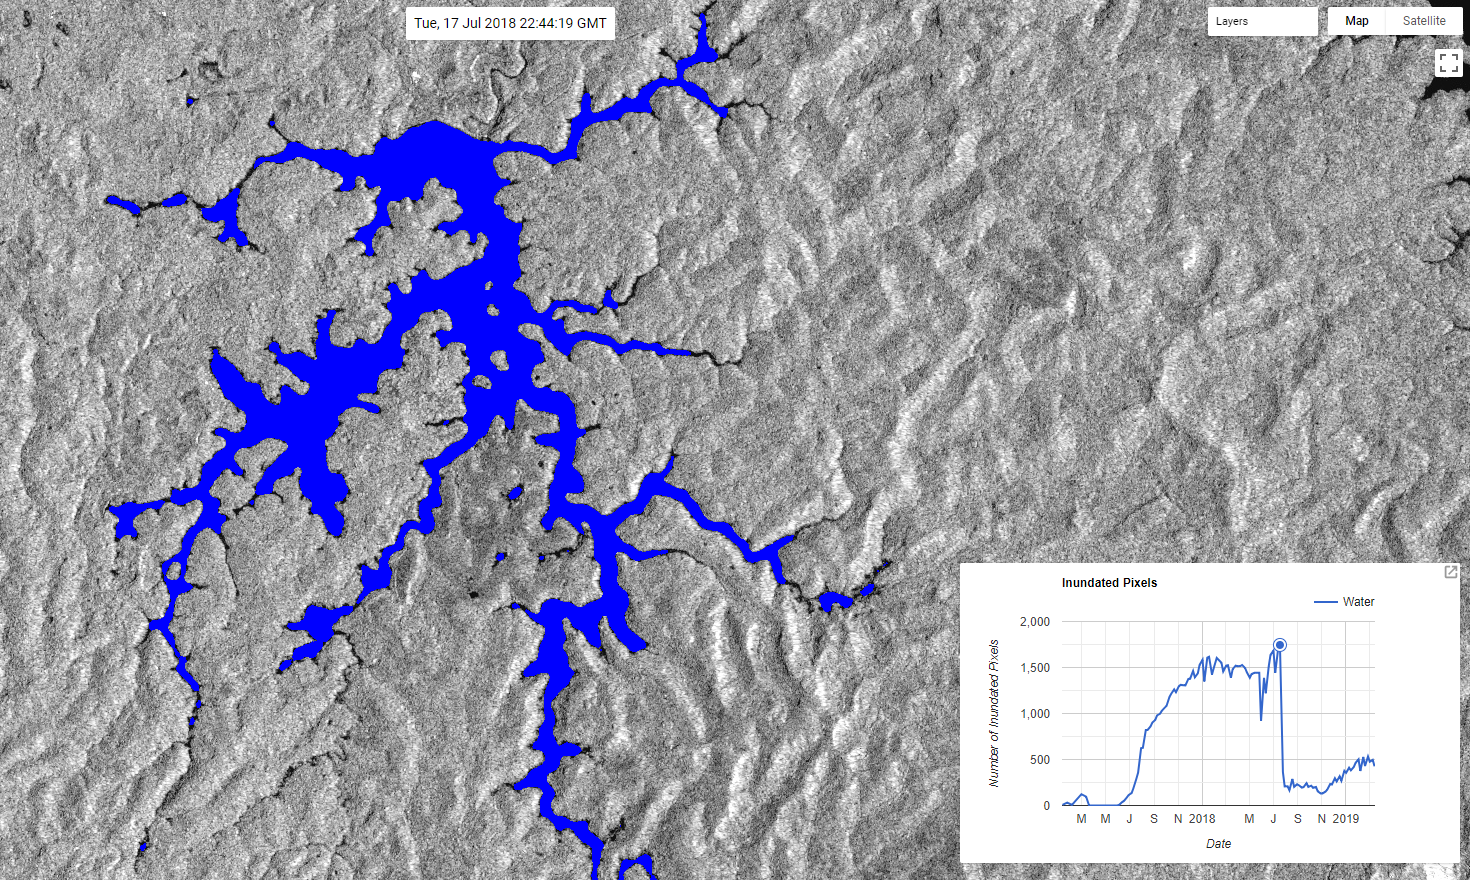 Tue, 17 Jul 2018 22:44:19 GMT
Layers
Map Satellite
Inundated Pixels
Water
2,000
1,500
1,000
500
0
Number of Inundated Pixels
M M J S N 2018 M J S N 2019
Date